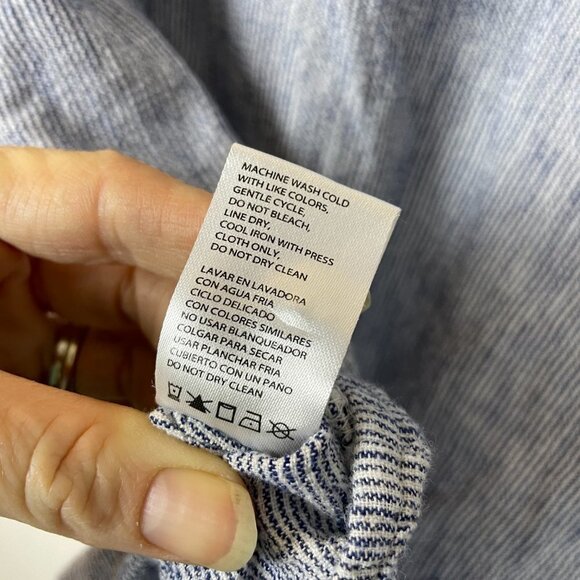 MACHINE WASH COLD
WITH LIKE COLORS,
GENTLE CYCLE,
DO NOT BLEACH,
LINE DRY,
COOL IRON WITH PRESS
CLOTH ONLY.
DO NOT DRY CLEAN
LAVAR EN LAVADORA
CON AGUA FRIA
CICLO DELICADO
CON COLORES SIMILARES
NO USAR BLANQUEADOR
COLGAR PARA SECAR
USAR PLANCHAR FRIA
CUBIERTO CON UN PAÑO
DO NOT DRY CLEAN